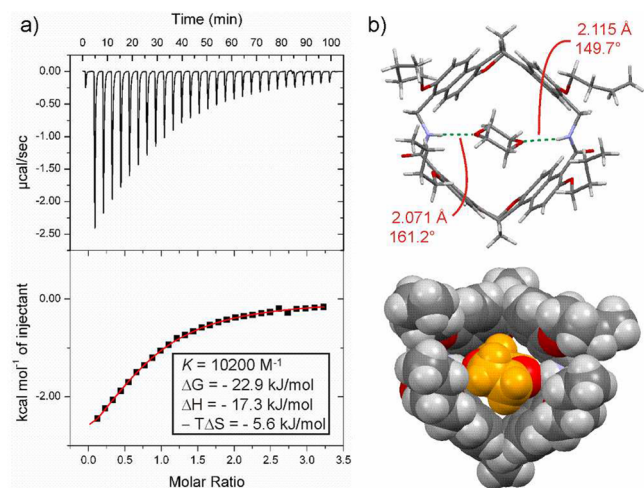 a)
Time (min)
0 10 20 30 40 50 60 70 80 90 100
0.00
-0.50
-1.00
-1.50
-2.00
-2.50
µcal/sec
0.00
-2.00
kcal mol⁻¹ of injectant
K = 10200 M⁻¹
ΔG = - 22.9 kJ/mol
ΔH = - 17.3 kJ/mol
– TΔS = - 5.6 kJ/mol
0.0 0.5 1.0 1.5 2.0 2.5 3.0 3.5
Molar Ratio
b)
2.115 Å
149.7°
2.071 Å
161.2°